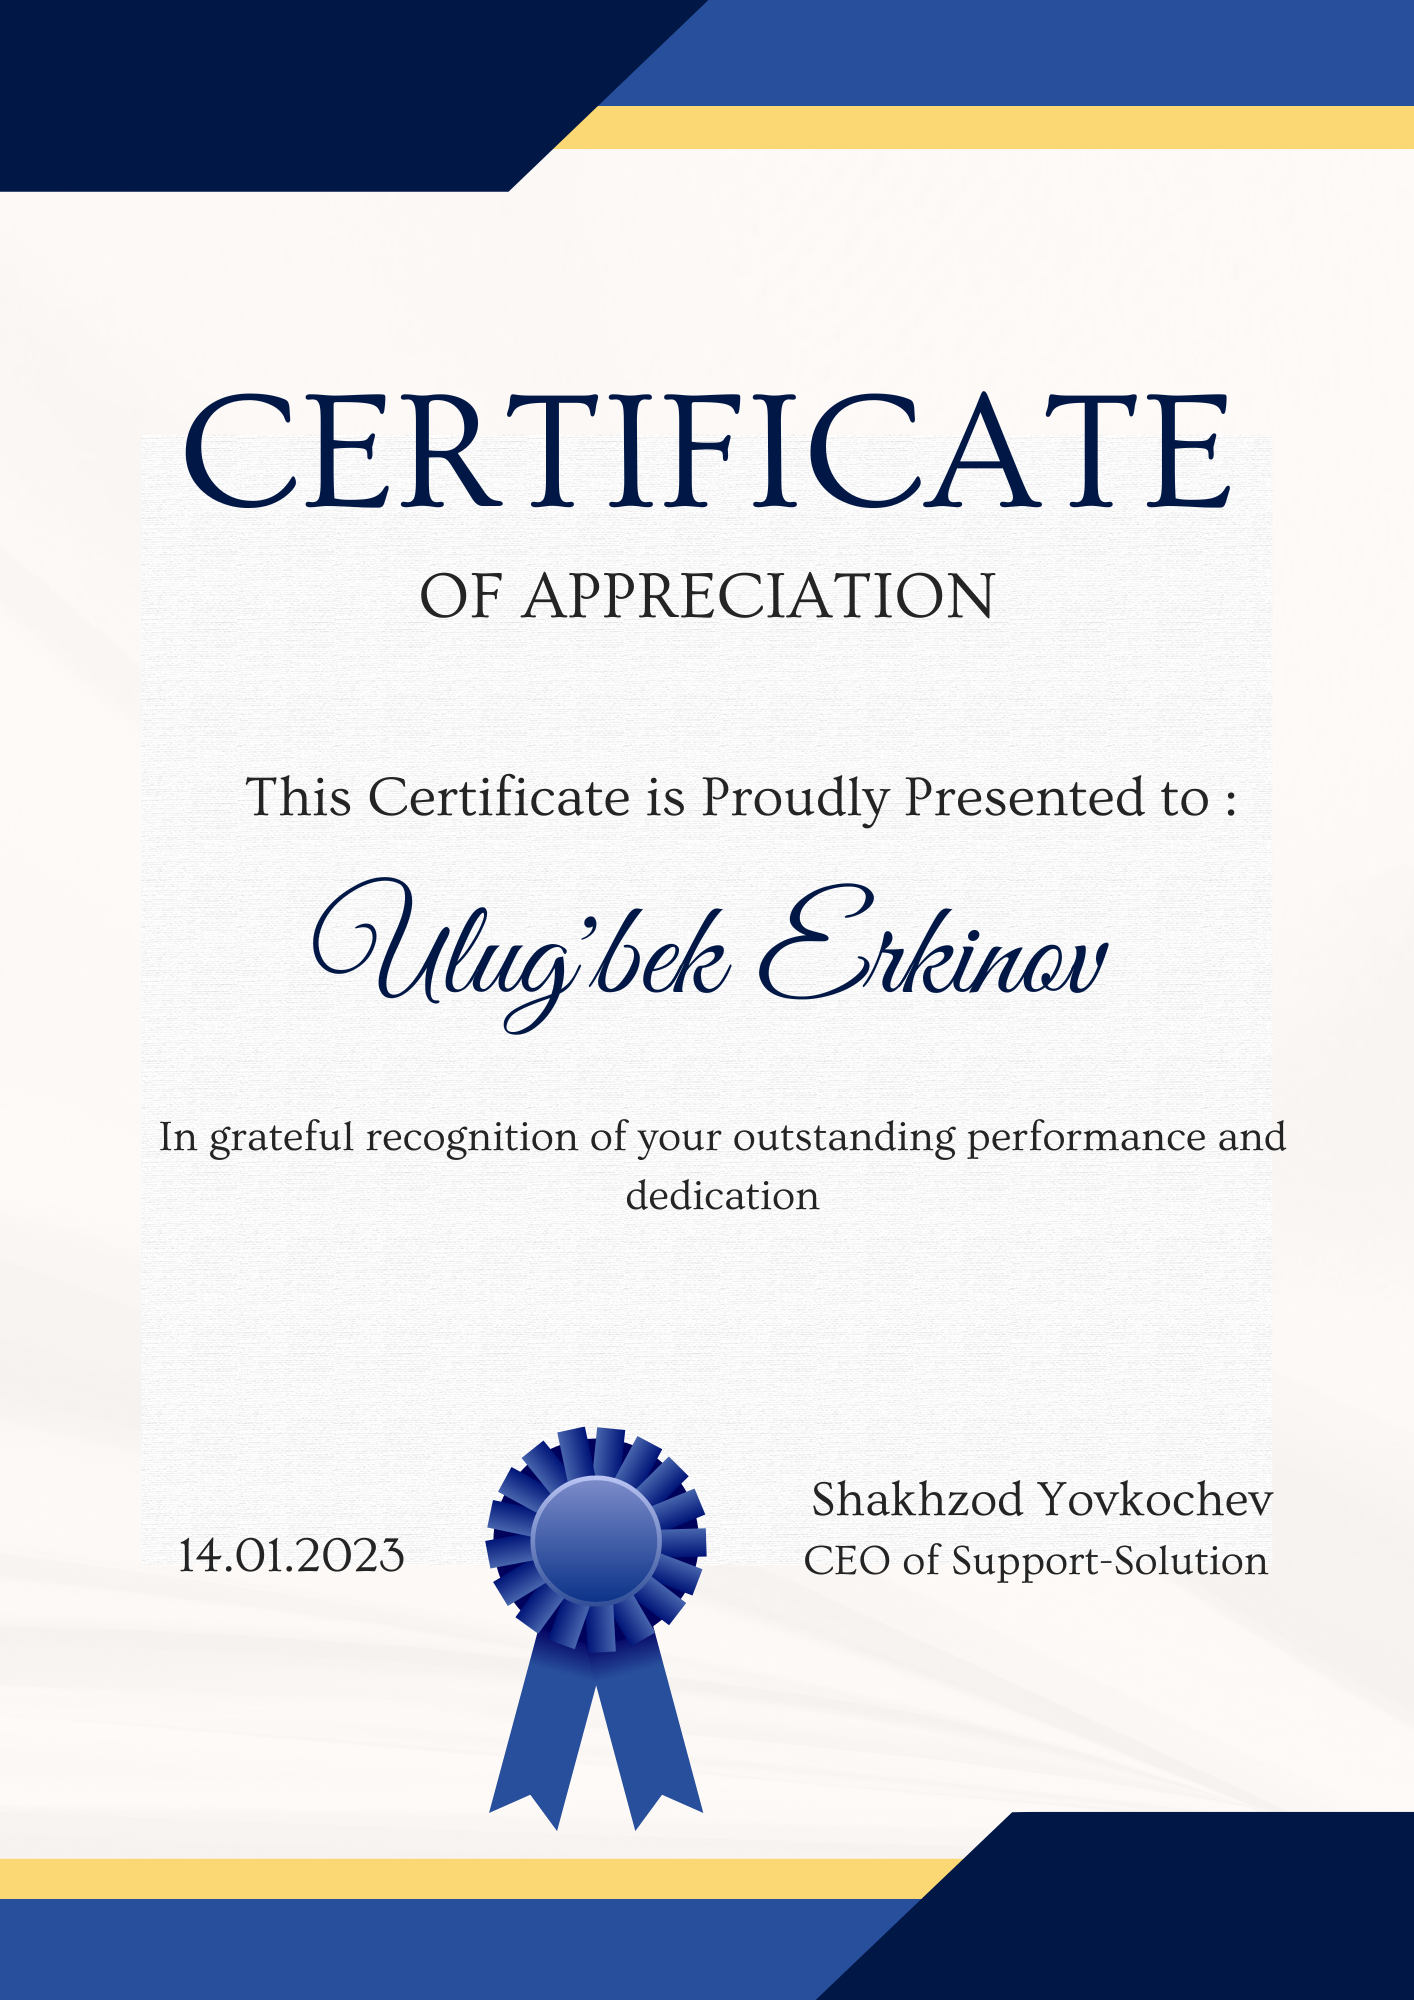 CERTIFICATE
OF APPRECIATION
This Certificate is Proudly Presented to :
Ulug’bek Erkinov
In grateful recognition of your outstanding performance and
dedication
14.01.2023
Shakhzod Yovkochev
CEO of Support-Solution